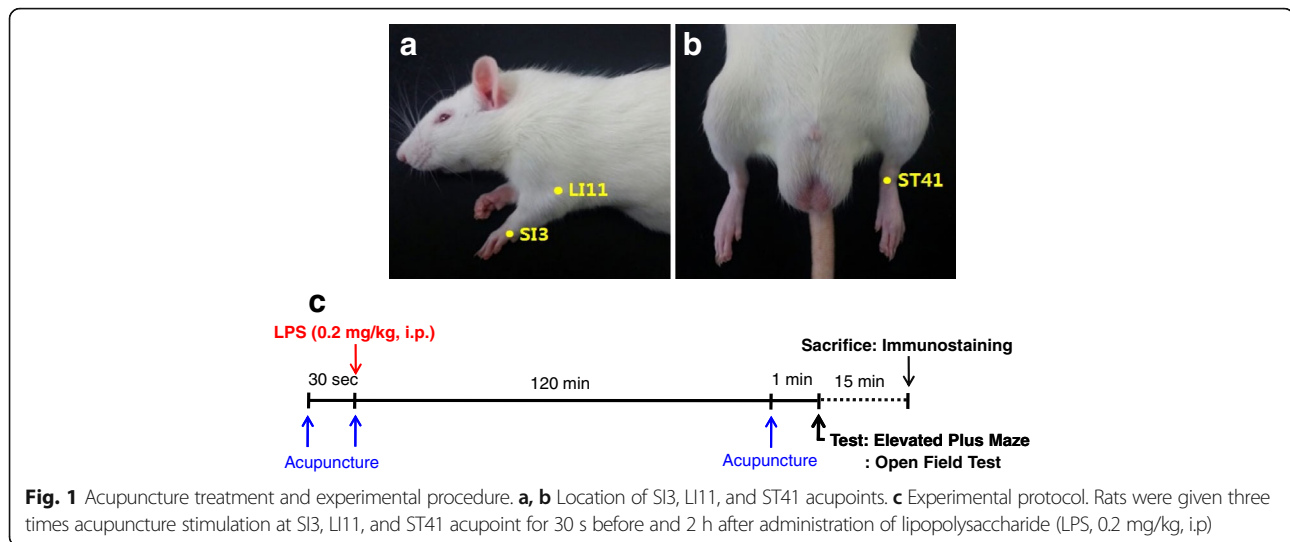 a
b
LI11
SI3
ST41
c
LPS (0.2 mg/kg, i.p.)
Sacrifice: Immunostaining
30 sec
120 min
1 min
15 min
Acupuncture
Acupuncture
Test: Elevated Plus Maze
: Open Field Test
Fig. 1 Acupuncture treatment and experimental procedure. a, b Location of SI3, LI11, and ST41 acupoints. c Experimental protocol. Rats were given three
times acupuncture stimulation at SI3, LI11, and ST41 acupoint for 30 s before and 2 h after administration of lipopolysaccharide (LPS, 0.2 mg/kg, i.p)